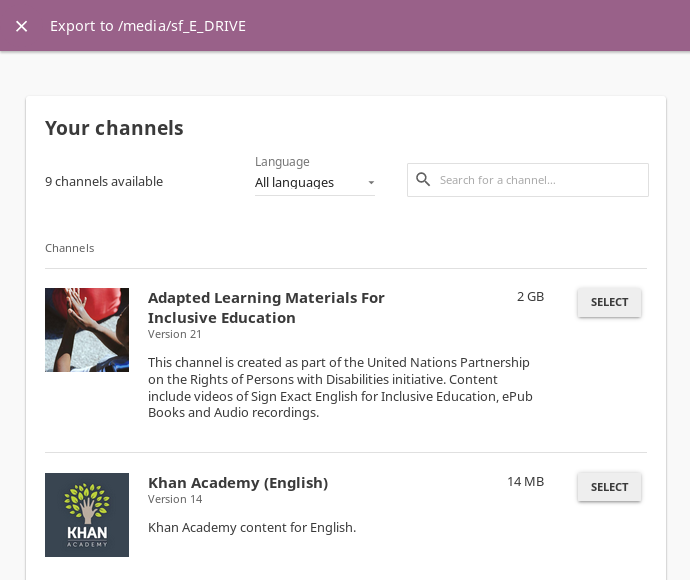 Export to /media/sf_E_DRIVE
Your channels
Language
9 channels available
All languages
Search for a channel...
Channels
Adapted Learning Materials For
Inclusive Education
2 GB
SELECT
Version 21
This channel is created as part of the United Nations Partnership
on the Rights of Persons with Disabilities initiative. Content
include videos of Sign Exact English for Inclusive Education, ePub
Books and Audio recordings.
KHAN
ACADEMY
Khan Academy (English)
14 MB
SELECT
Version 14
Khan Academy content for English.